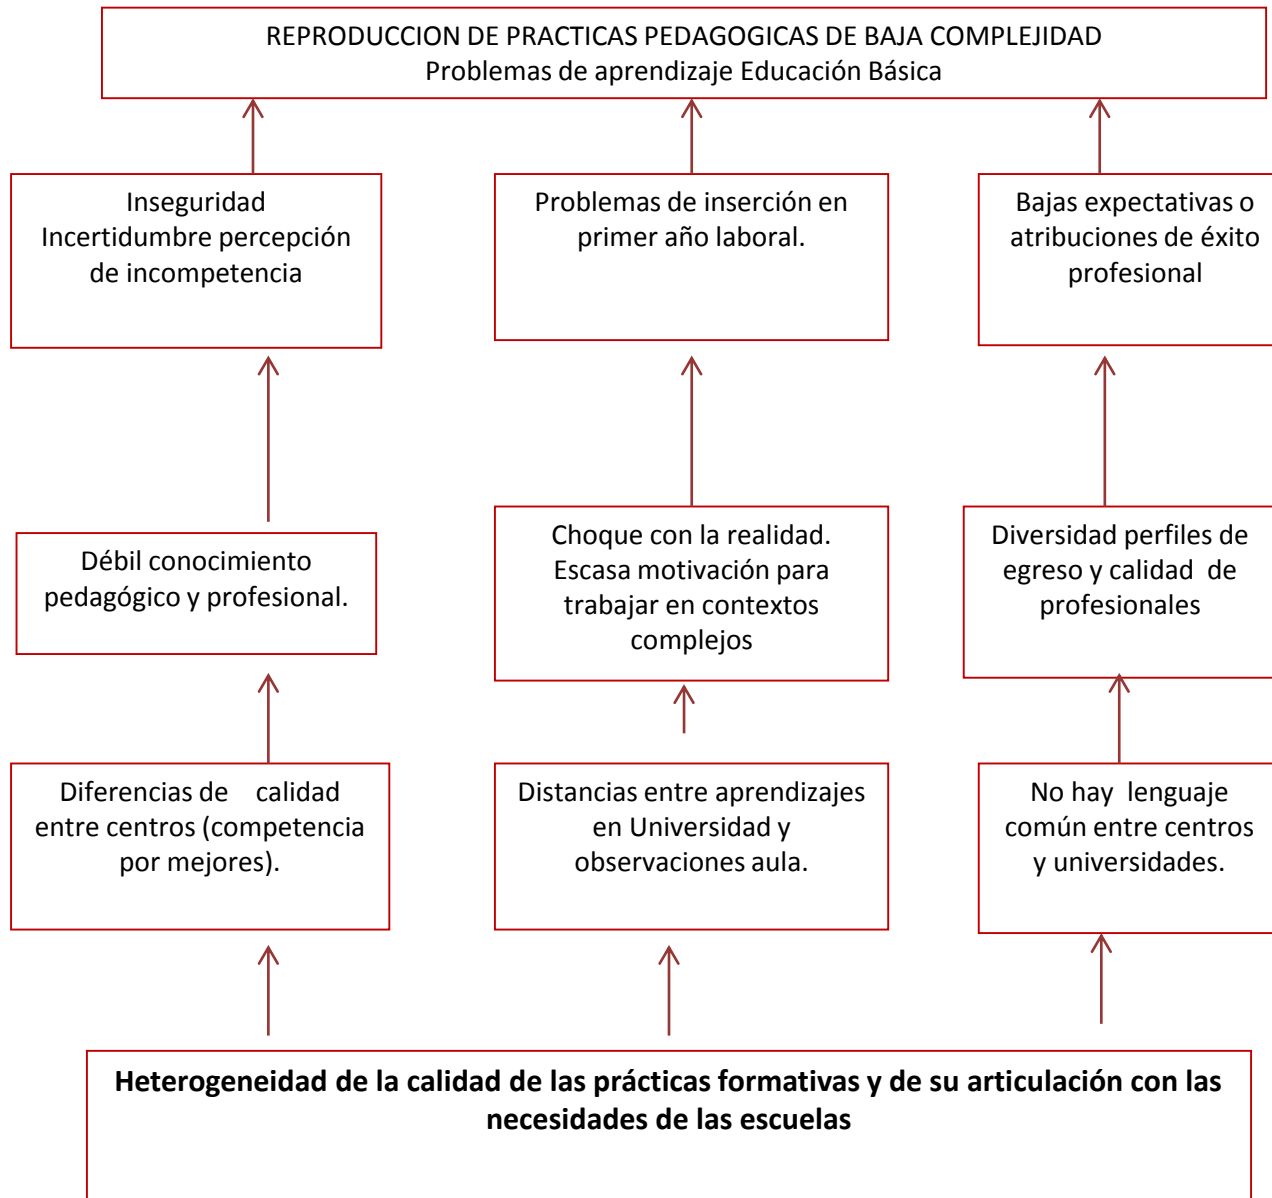 REPRODUCCION DE PRACTICAS PEDAGOGICAS DE BAJA COMPLEJIDAD
Problemas de aprendizaje Educación Básica
Inseguridad
Incertidumbre percepción
de incompetencia
Problemas de inserción en
primer año laboral.
Bajas expectativas o
atribuciones de éxito
profesional
Débil conocimiento
pedagógico y profesional.
Choque con la realidad.
Escasa motivación para
trabajar en contextos
complejos
Diversidad perfiles de
egreso y calidad de
profesionales
Diferencias de calidad
entre centros (competencia
por mejores).
Distancias entre aprendizajes
en Universidad y
observaciones aula.
No hay lenguaje
común entre centros
y universidades.
Heterogeneidad de la calidad de las prácticas formativas y de su articulación con las
necesidades de las escuelas